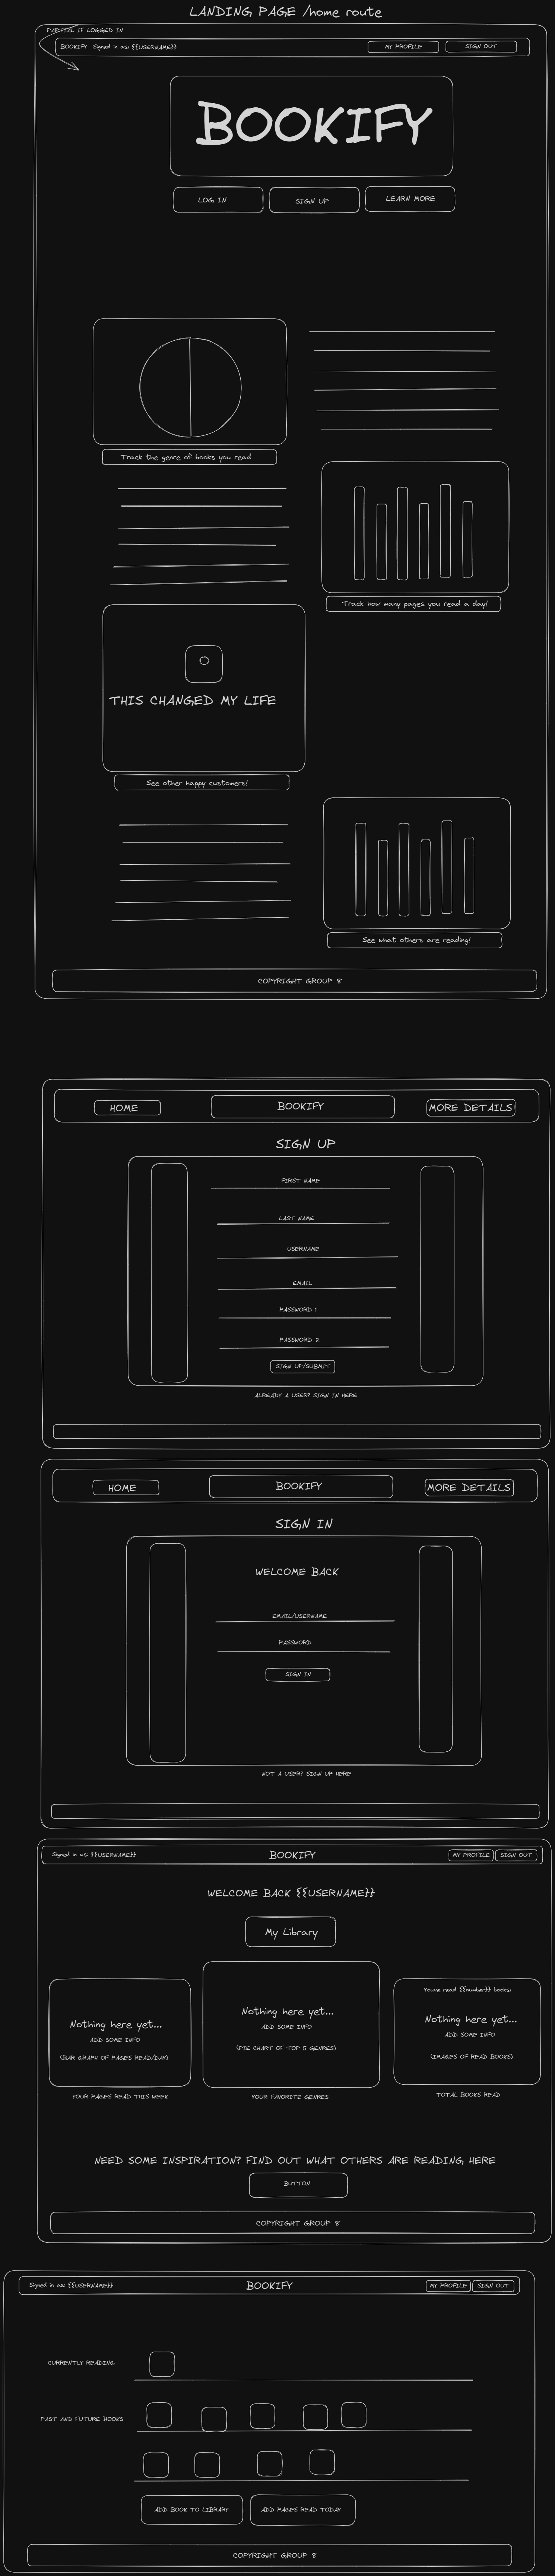 LANDING PAGE /home route
PARTIAL IF LOGGED IN
BOOKIFY Signed in as: {{USERNAME}}
MY PROFILE
SIGN OUT
BOOKIFY
LOG IN
SIGN UP
LEARN MORE
Track the genre of books you read
Track how many pages you read a day!
THIS CHANGED MY LIFE
See other happy customers!
See what others are reading!
COPYRIGHT GROUP 8
HOME
BOOKIFY
MORE DETAILS
SIGN UP
FIRST NAME
LAST NAME
USERNAME
EMAIL
PASSWORD 1
PASSWORD 2
SIGN UP/SUBMIT
ALREADY A USER? SIGN IN HERE
HOME
BOOKIFY
MORE DETAILS
SIGN IN
WELCOME BACK
EMAIL/USERNAME
PASSWORD
SIGN IN
NOT A USER? SIGN UP HERE
Signed in as: {{USERNAME}}
BOOKIFY
MY PROFILE
SIGN OUT
WELCOME BACK {{USERNAME}}
My Library
Nothing here yet...
ADD SOME INFO
(BAR GRAPH OF PAGES READ/DAY)
YOUR PAGES READ THIS WEEK
Nothing here yet...
ADD SOME INFO
(PIE CHART OF TOP 5 GENRES)
YOUR FAVORITE GENRES
Youve read {{number}} books:
Nothing here yet...
ADD SOME INFO
(IMAGES OF READ BOOKS)
TOTAL BOOKS READ
NEED SOME INSPIRATION? FIND OUT WHAT OTHERS ARE READING HERE
BUTTON
COPYRIGHT GROUP 8
Signed in as: {{USERNAME}}
BOOKIFY
MY PROFILE
SIGN OUT
CURRENTLY READING
PAST AND FUTURE BOOKS
ADD BOOK TO LIBRARY
ADD PAGES READ TODAY
COPYRIGHT GROUP 8